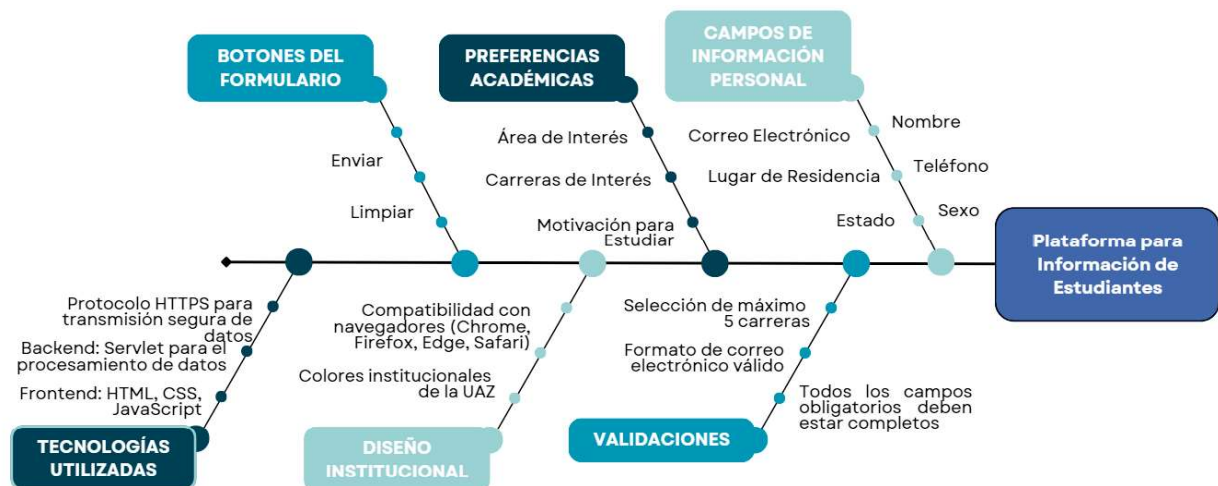 BOTONES DEL
FORMULARIO
Enviar
Limpiar
PREFERENCIAS
ACADÉMICAS
Área de Interés
Carreras de Interés
Motivación para
Estudiar
CAMPOS DE
INFORMACIÓN
PERSONAL
Correo Electrónico
Nombre
Lugar de Residencia
Teléfono
Estado
Sexo
Plataforma para
Información de
Estudiantes
Protocolo HTTPS para
transmisión segura de
datos
Backend: Servlet para el
procesamiento de datos
Frontend: HTML, CSS,
JavaScript
TECNOLOGÍAS
UTILIZADAS
Compatibilidad con
navegadores (Chrome,
Firefox, Edge, Safari)
Colores institucionales
de la UAZ
DISEÑO
INSTITUCIONAL
Selección de máximo
5 carreras
Formato de correo
electrónico válido
Todos los campos
obligatorios deben
estar completos
VALIDACIONES